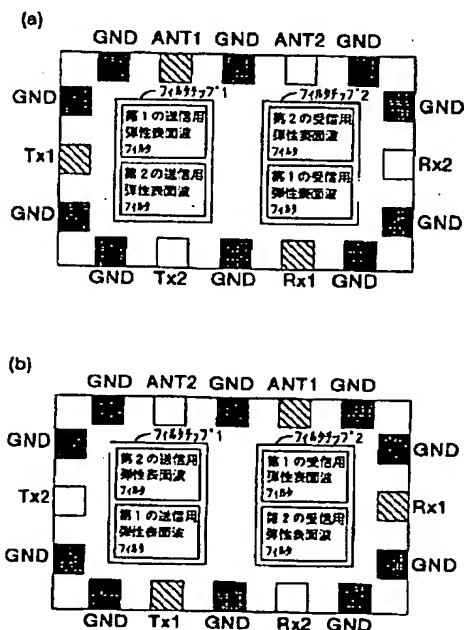 (a)
GND ANT1 GND ANT2 GND
GND
フィルタチップ1
フィルタチップ2
GND
第1の送信用
弾性表面波
フィルタ
第2の受信用
弾性表面波
フィルタ
Tx1
Rx2
第2の送信用
弾性表面波
フィルタ
第1の受信用
弾性表面波
フィルタ
GND
GND
GND Tx2 GND Rx1 GND
(b)
GND ANT2 GND ANT1 GND
フィルタチップ1
フィルタチップ2
GND
GND
第2の送信用
弾性表面波
フィルタ
第1の受信用
弾性表面波
フィルタ
Tx2
Rx1
第1の送信用
弾性表面波
フィルタ
第2の受信用
弾性表面波
フィルタ
GND
GND
GND Tx1 GND Rx2 GND